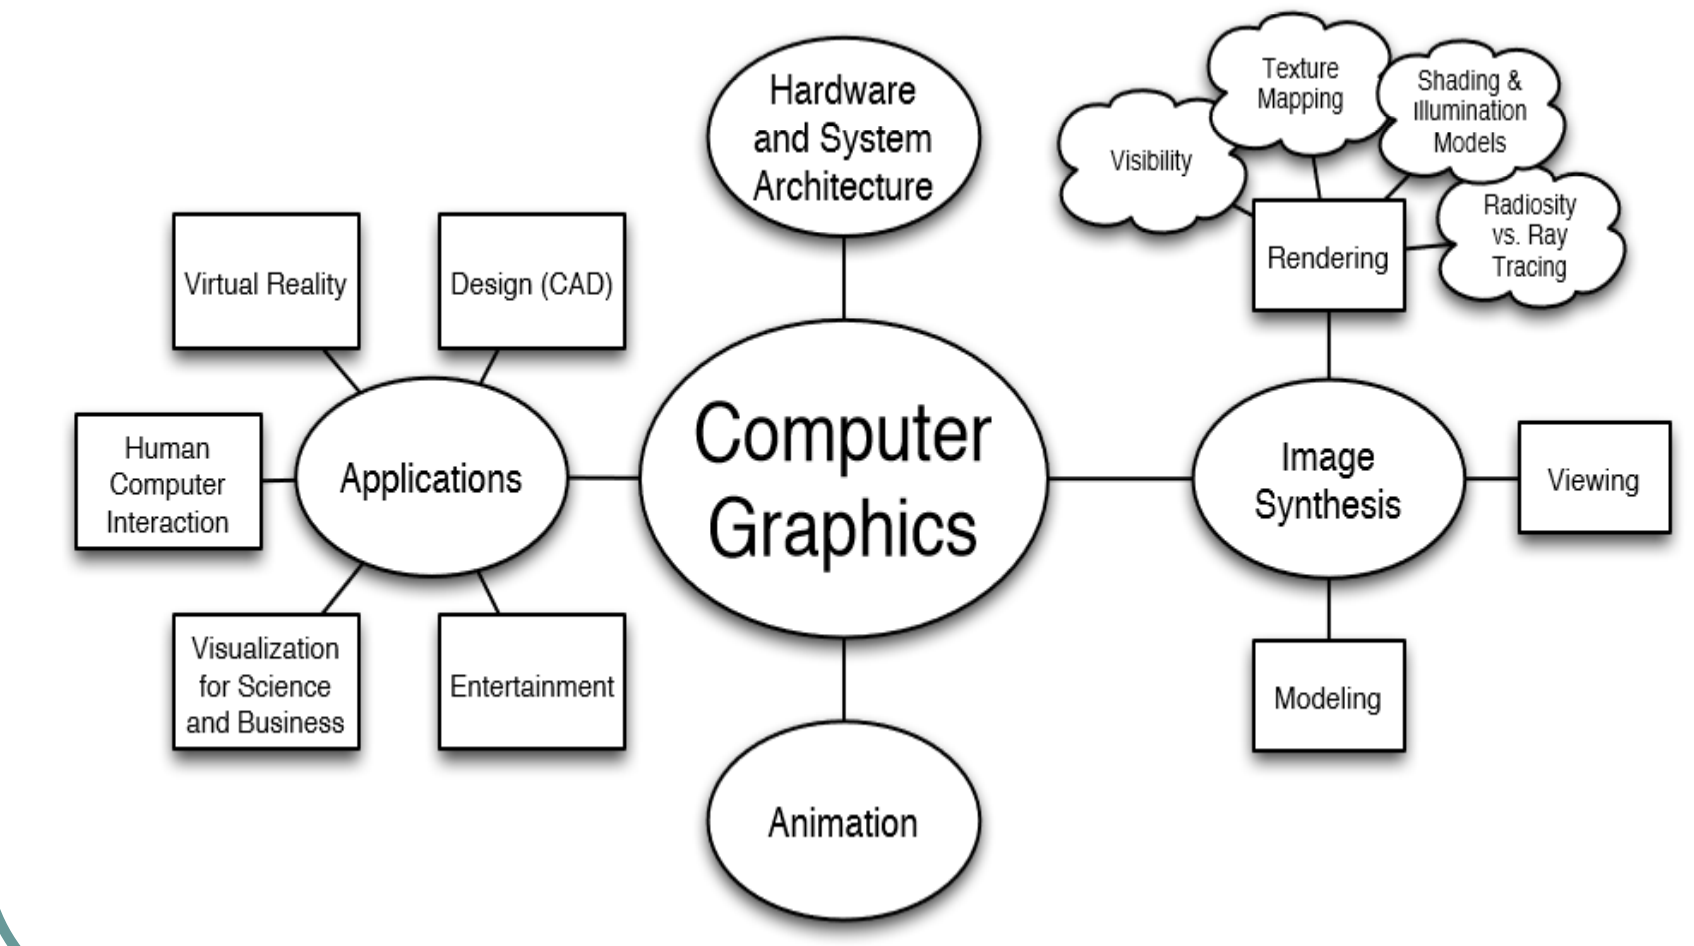 Hardware
and System
Architecture
Texture
Mapping
Shading &
Illumination
Models
Visibility
Radiosity
vs. Ray
Tracing
Rendering
Virtual Reality
Design (CAD)
Human
Computer
Interaction
Applications
Computer
Graphics
Image
Synthesis
Viewing
Visualization
for Science
and Business
Entertainment
Modeling
Animation